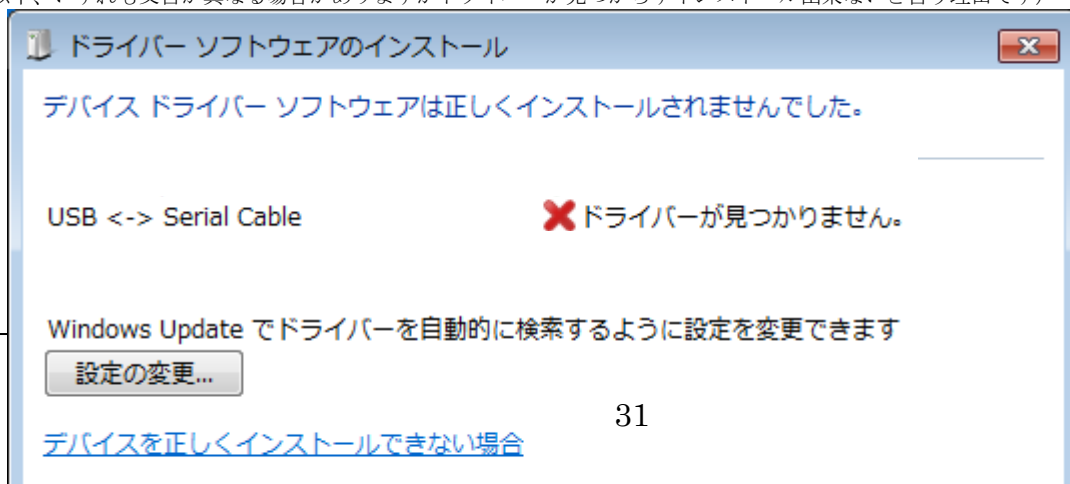 ドライバー ソフトウェアのインストール
デバイス ドライバー ソフトウェアは正しくインストールされませんでした。
USB <-> Serial Cable
ドライバーが見つかりません。
Windows Update でドライバーを自動的に検索するように設定を変更できます
設定の変更...
31
デバイスを正しくインストールできない場合